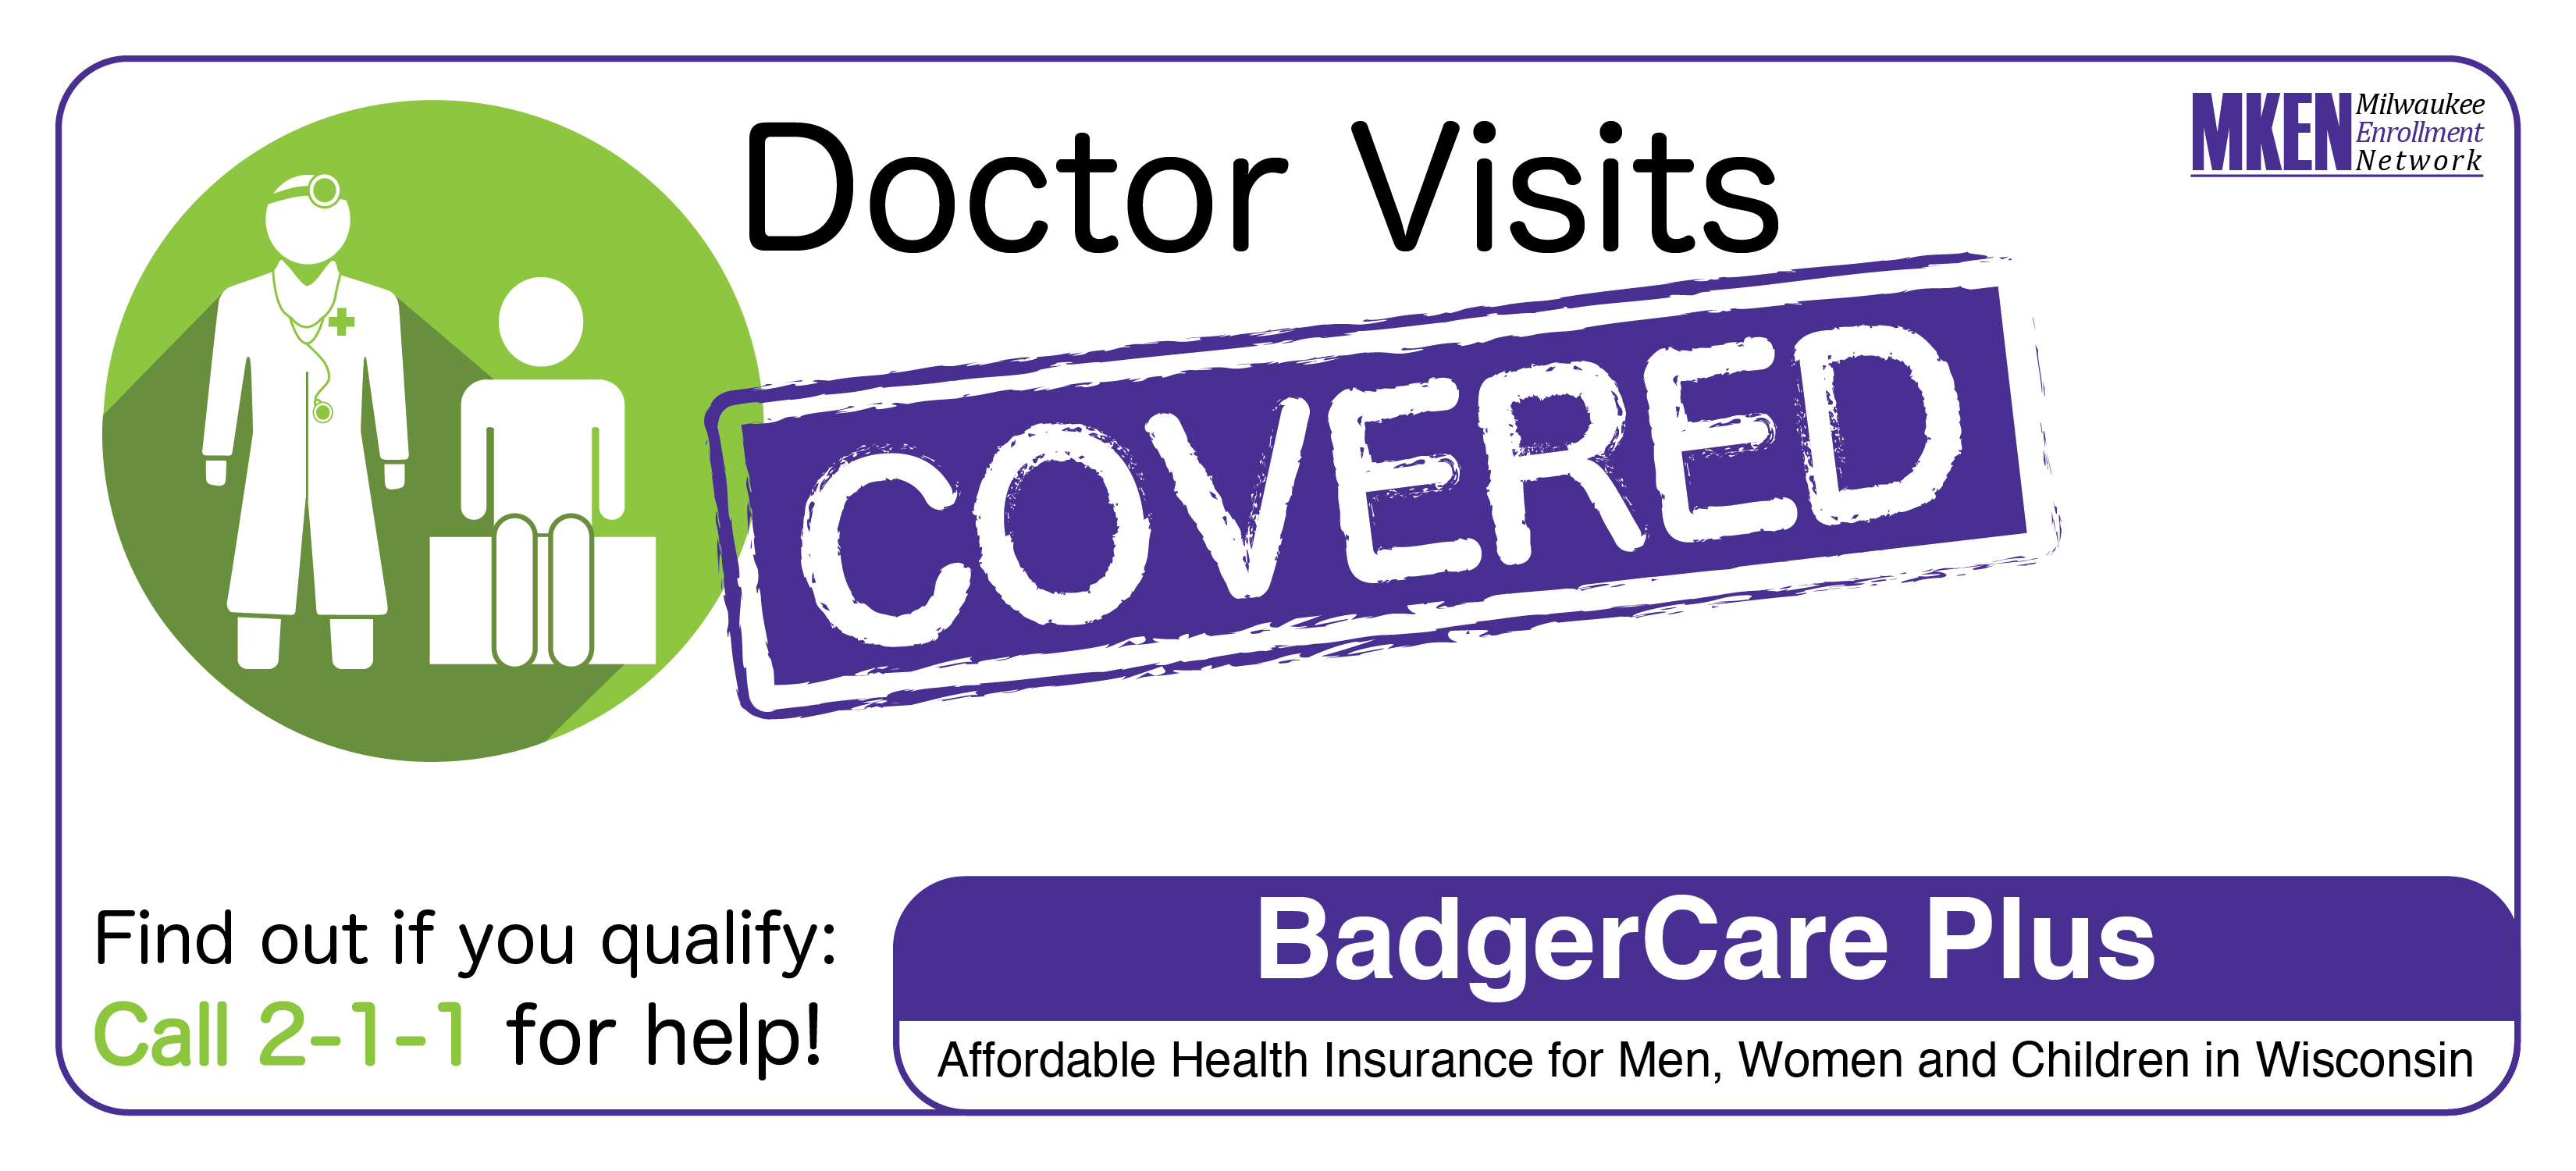 Doctor Visits
MKEN
Milwaukee
Enrollment
Network
COVERED
Find out if you qualify:
Call 2-1-1 for help!
BadgerCare Plus
Affordable Health Insurance for Men, Women and Children in Wisconsin